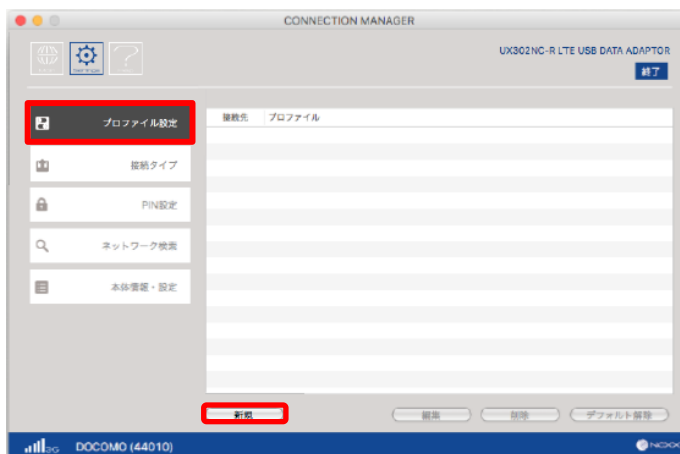 CONNECTION MANAGER
UX302NC-R LTE USB DATA ADAPTOR
終了
プロファイル設定
接続先 プロファイル
接続タイプ
PIN設定
ネットワーク検索
本体情報・設定
新規 編集 削除 デフォルト解除
3G DOCOMO (44010)